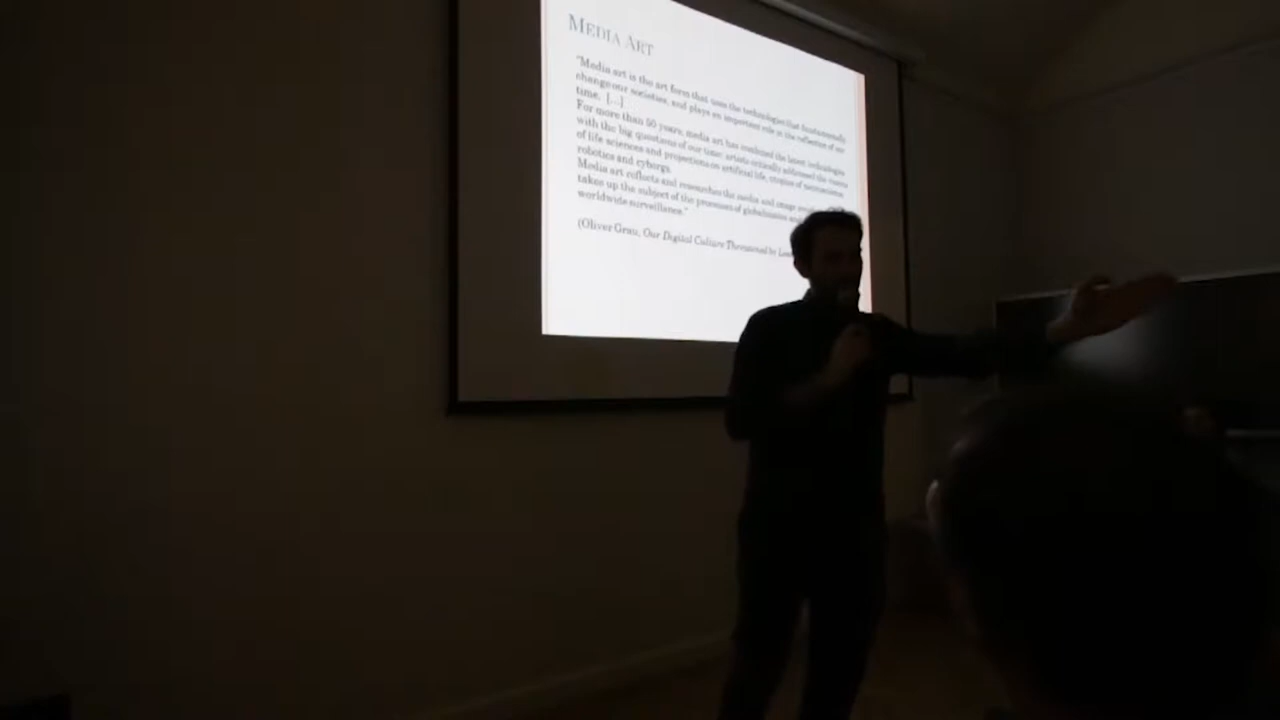 MEDIA ART
"Media art is the art form that uses the technologies that fundamentally
change our societies, and plays an important role in the reflection of our
time. [...]
For more than 50 years, media art has combined the latest technologies
with the big questions of our time: artists critically addressed the
of life sciences and projections on artificial life, utopias of
robotics and cyborgs.
Media art reflects and researches the media and image
takes up the subject of the processes of globalization and
worldwide surveillance."
(Oliver Grau, Our Digital Culture Threatened by